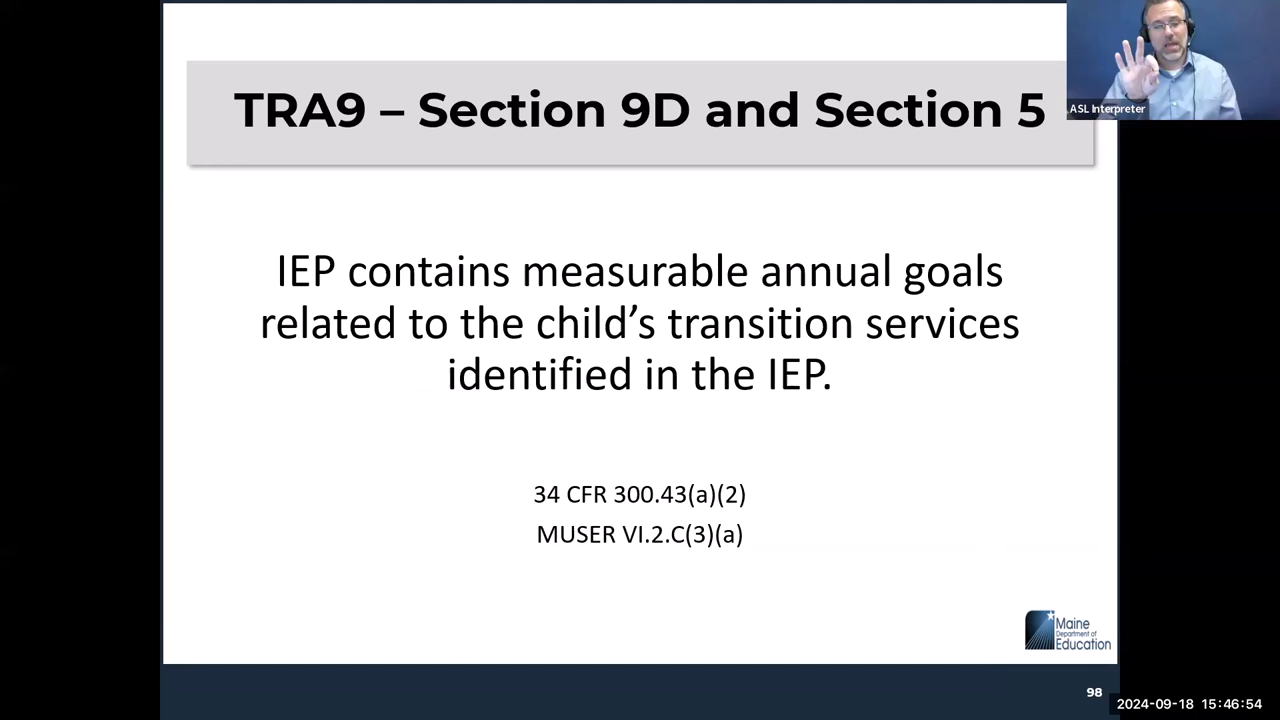 TRA9 – Section 9D and Section 5
ASL Interpreter
IEP contains measurable annual goals
related to the child’s transition services
identified in the IEP.
34 CFR 300.43(a)(2)
MUSER VI.2.C(3)(a)
Maine
Department of
Education
98
2024-09-18 15:46:54